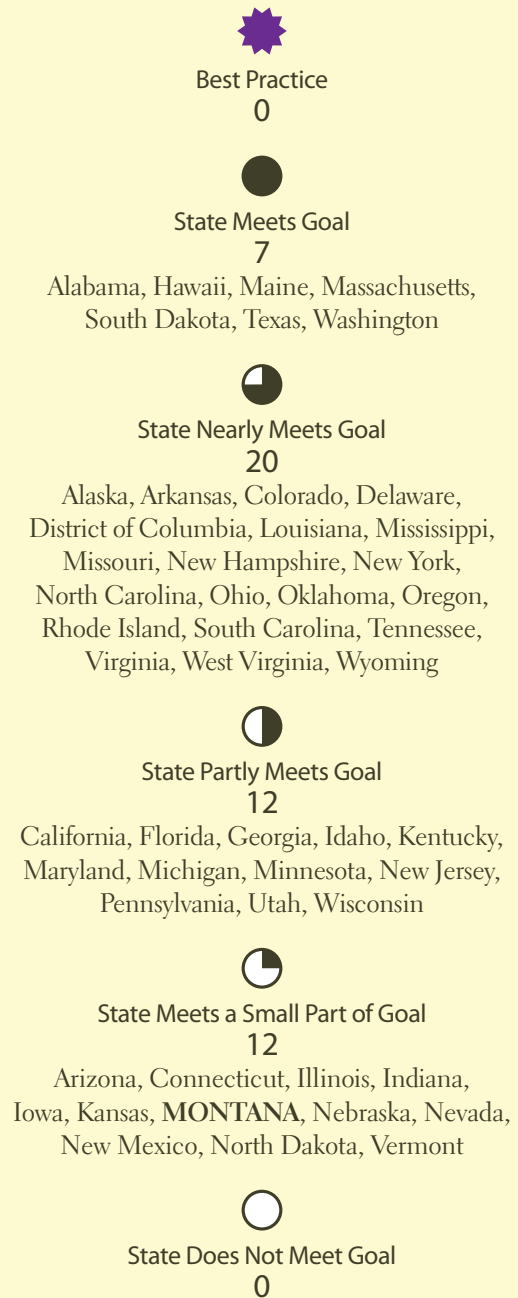 Best Practice
0
State Meets Goal
7
Alabama, Hawaii, Maine, Massachusetts,
South Dakota, Texas, Washington
State Nearly Meets Goal
20
Alaska, Arkansas, Colorado, Delaware,
District of Columbia, Louisiana, Mississippi,
Missouri, New Hampshire, New York,
North Carolina, Ohio, Oklahoma, Oregon,
Rhode Island, South Carolina, Tennessee,
Virginia, West Virginia, Wyoming
State Partly Meets Goal
12
California, Florida, Georgia, Idaho, Kentucky,
Maryland, Michigan, Minnesota, New Jersey,
Pennsylvania, Utah, Wisconsin
State Meets a Small Part of Goal
12
Arizona, Connecticut, Illinois, Indiana,
Iowa, Kansas, MONTANA, Nebraska, Nevada,
New Mexico, North Dakota, Vermont
State Does Not Meet Goal
0